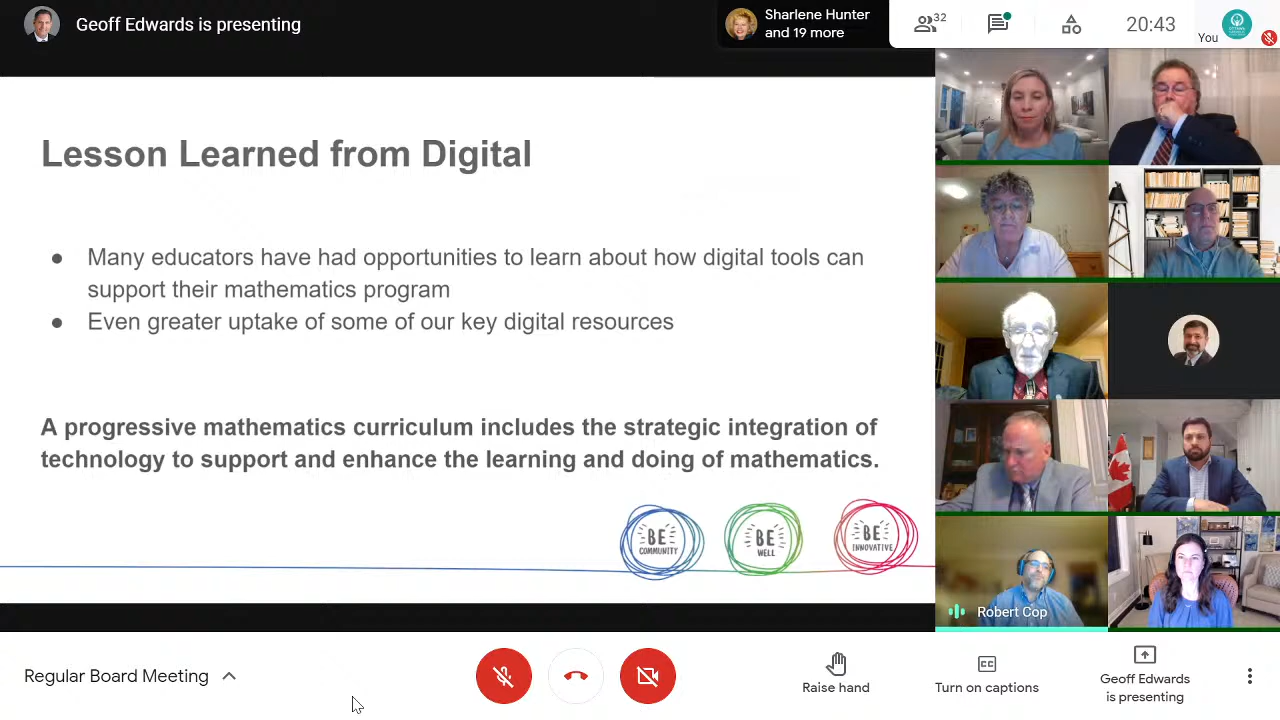 Geoff Edwards is presenting
Sharlene Hunter
and 19 more
32
20:43
You
Lesson Learned from Digital
● Many educators have had opportunities to learn about how digital tools can
support their mathematics program
● Even greater uptake of some of our key digital resources
A progressive mathematics curriculum includes the strategic integration of
technology to support and enhance the learning and doing of mathematics.
BE
COMMUNITY
BE
WELL
BE
INNOVATIVE
Robert Cop
Regular Board Meeting
Raise hand
CC
Turn on captions
Geoff Edwards
is presenting